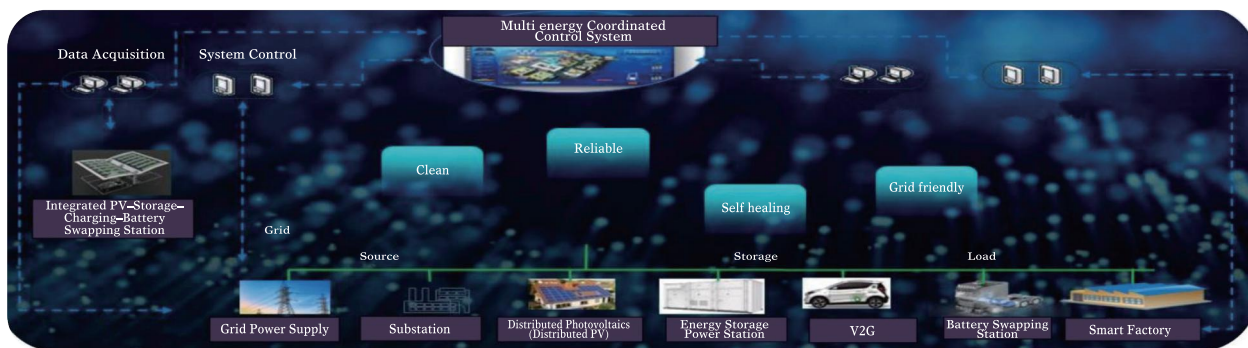 Multi energy Coordinated
Control System
Data Acquisition
System Control
Reliable
Clean
Grid friendly
Self healing
Integrated PV–Storage–
Charging–Battery
Swapping Station
Grid
Source
Storage
Load
Grid Power Supply
Substation
Distributed Photovoltaics
(Distributed PV)
Energy Storage
Power Station
V2G
Battery Swapping
Station
Smart Factory